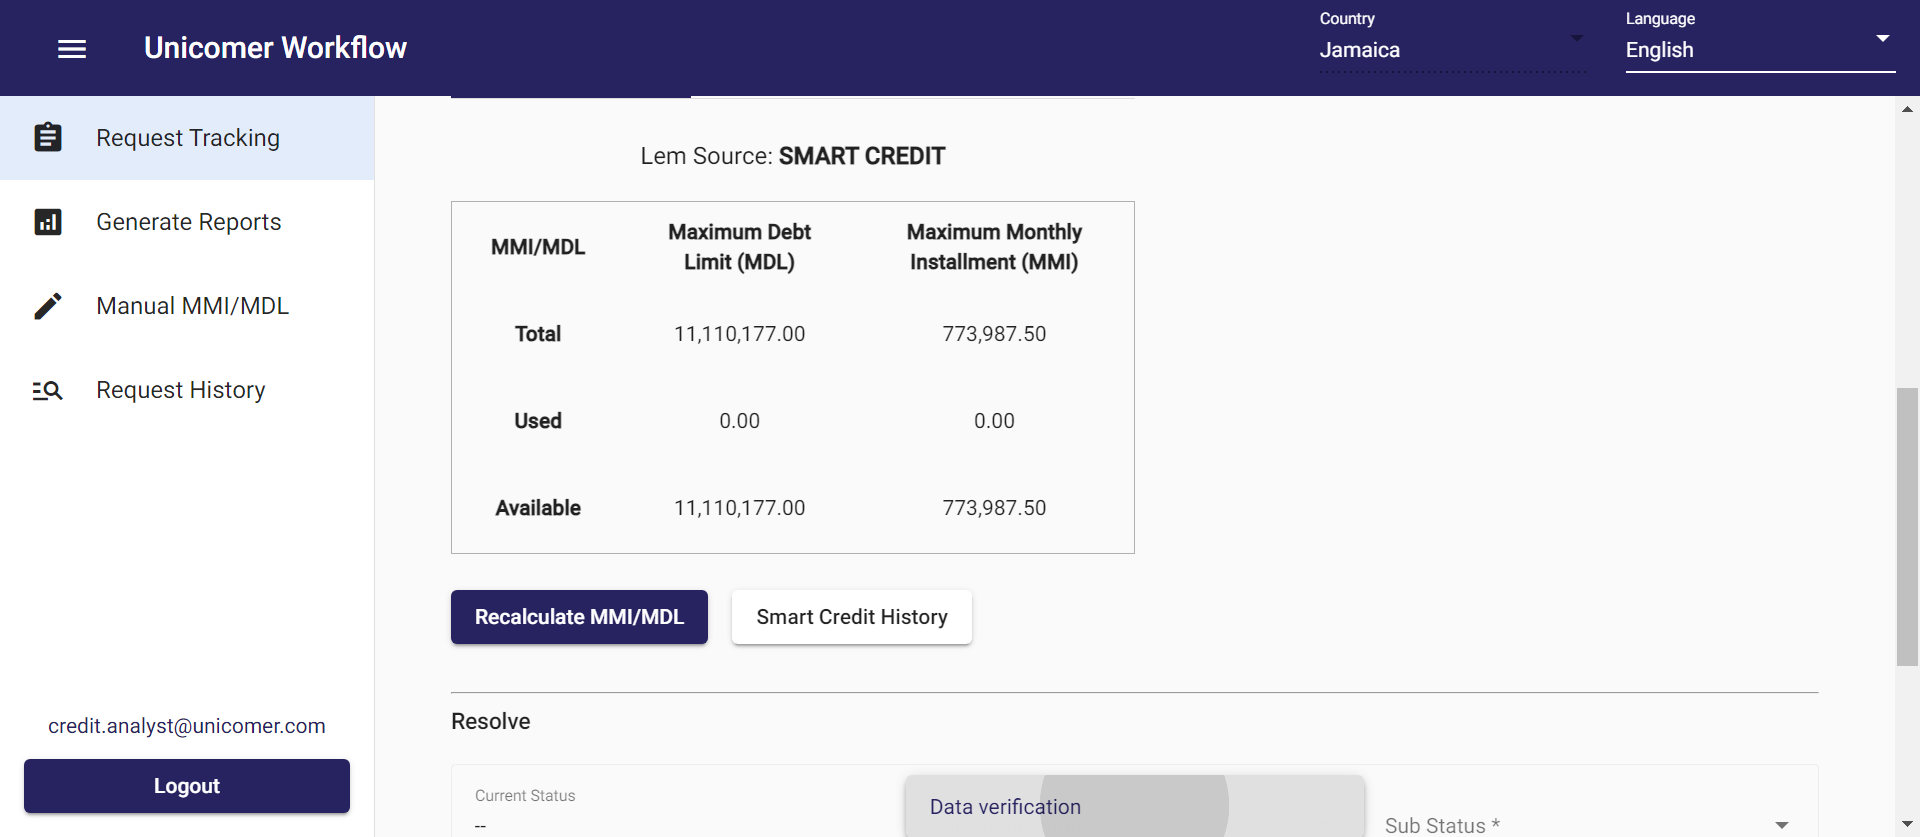 Unicomer Workflow
Country
Jamaica
Language
English
Request Tracking
Generate Reports
Manual MMI/MDL
Request History
credit.analyst@unicomer.com
Logout
Lem Source: SMART CREDIT
MMI/MDL
Maximum Debt
Limit (MDL)
Maximum Monthly
Installment (MMI)
Total 11,110,177.00 773,987.50
Used 0.00 0.00
Available 11,110,177.00 773,987.50
Recalculate MMI/MDL
Smart Credit History
Resolve
Current Status
--
Data verification
Sub Status *